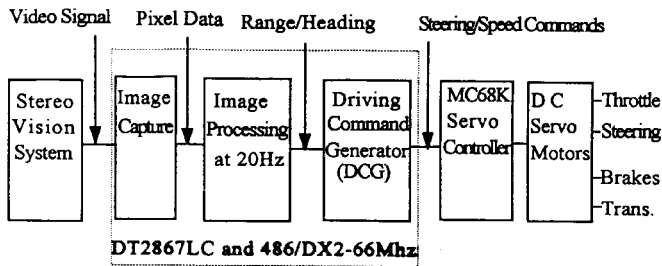 Video Signal
Pixel Data
Range/Heading
Steering/Speed Commands
Stereo
Vision
System
Image
Capture
Image
Processing
at 20Hz
Driving
Command
Generator
(DCG)
MC68K
Servo
Controller
D C
Servo
Motors
Throttle
Steering
Brakes
Trans.
DT2867LC and 486/DX2-66Mhz